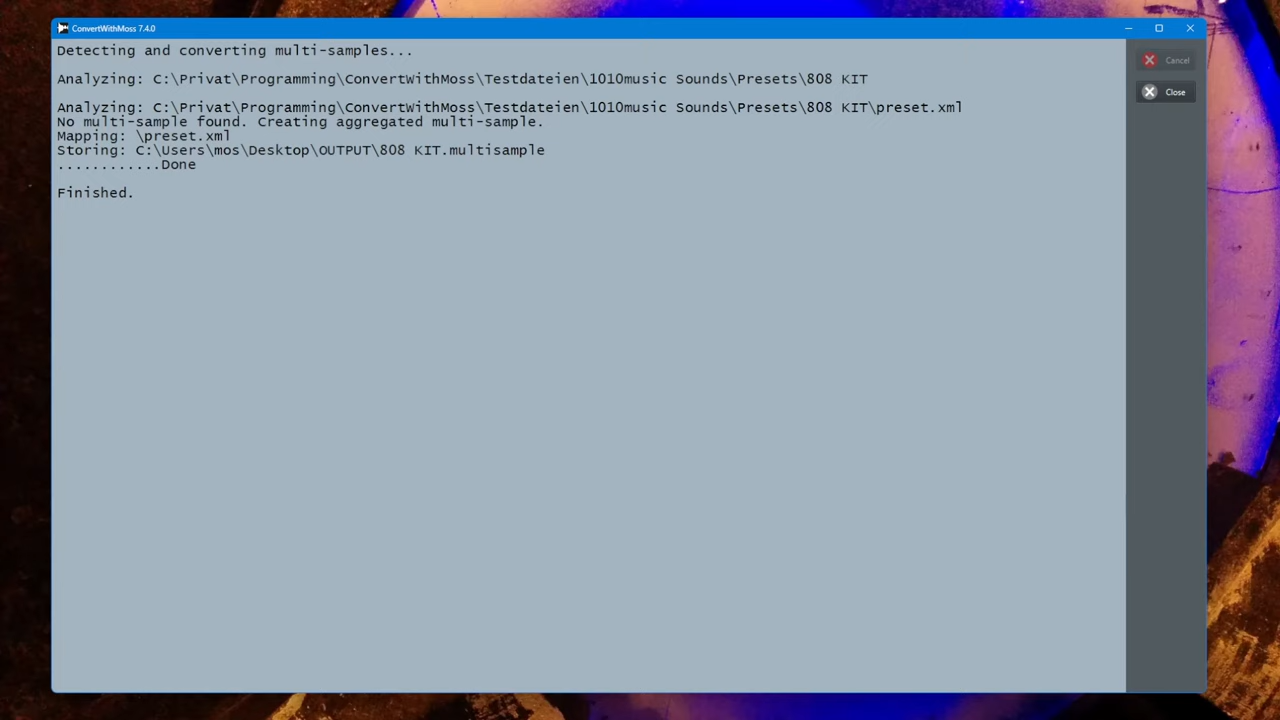 ConvertWithMoss 7.4.0
Detecting and converting multi-samples...
Cancel
Analyzing: C:\Privat\Programming\ConvertWithMoss\Testdateien\1010music Sounds\Presets\808 KIT
Close
Analyzing: C:\Privat\Programming\ConvertWithMoss\Testdateien\1010music Sounds\Presets\808 KIT\preset.xml
No multi-sample found. Creating aggregated multi-sample.
Mapping: \preset.xml
Storing: C:\Users\mos\Desktop\OUTPUT\808 KIT.multisample
............Done
Finished.